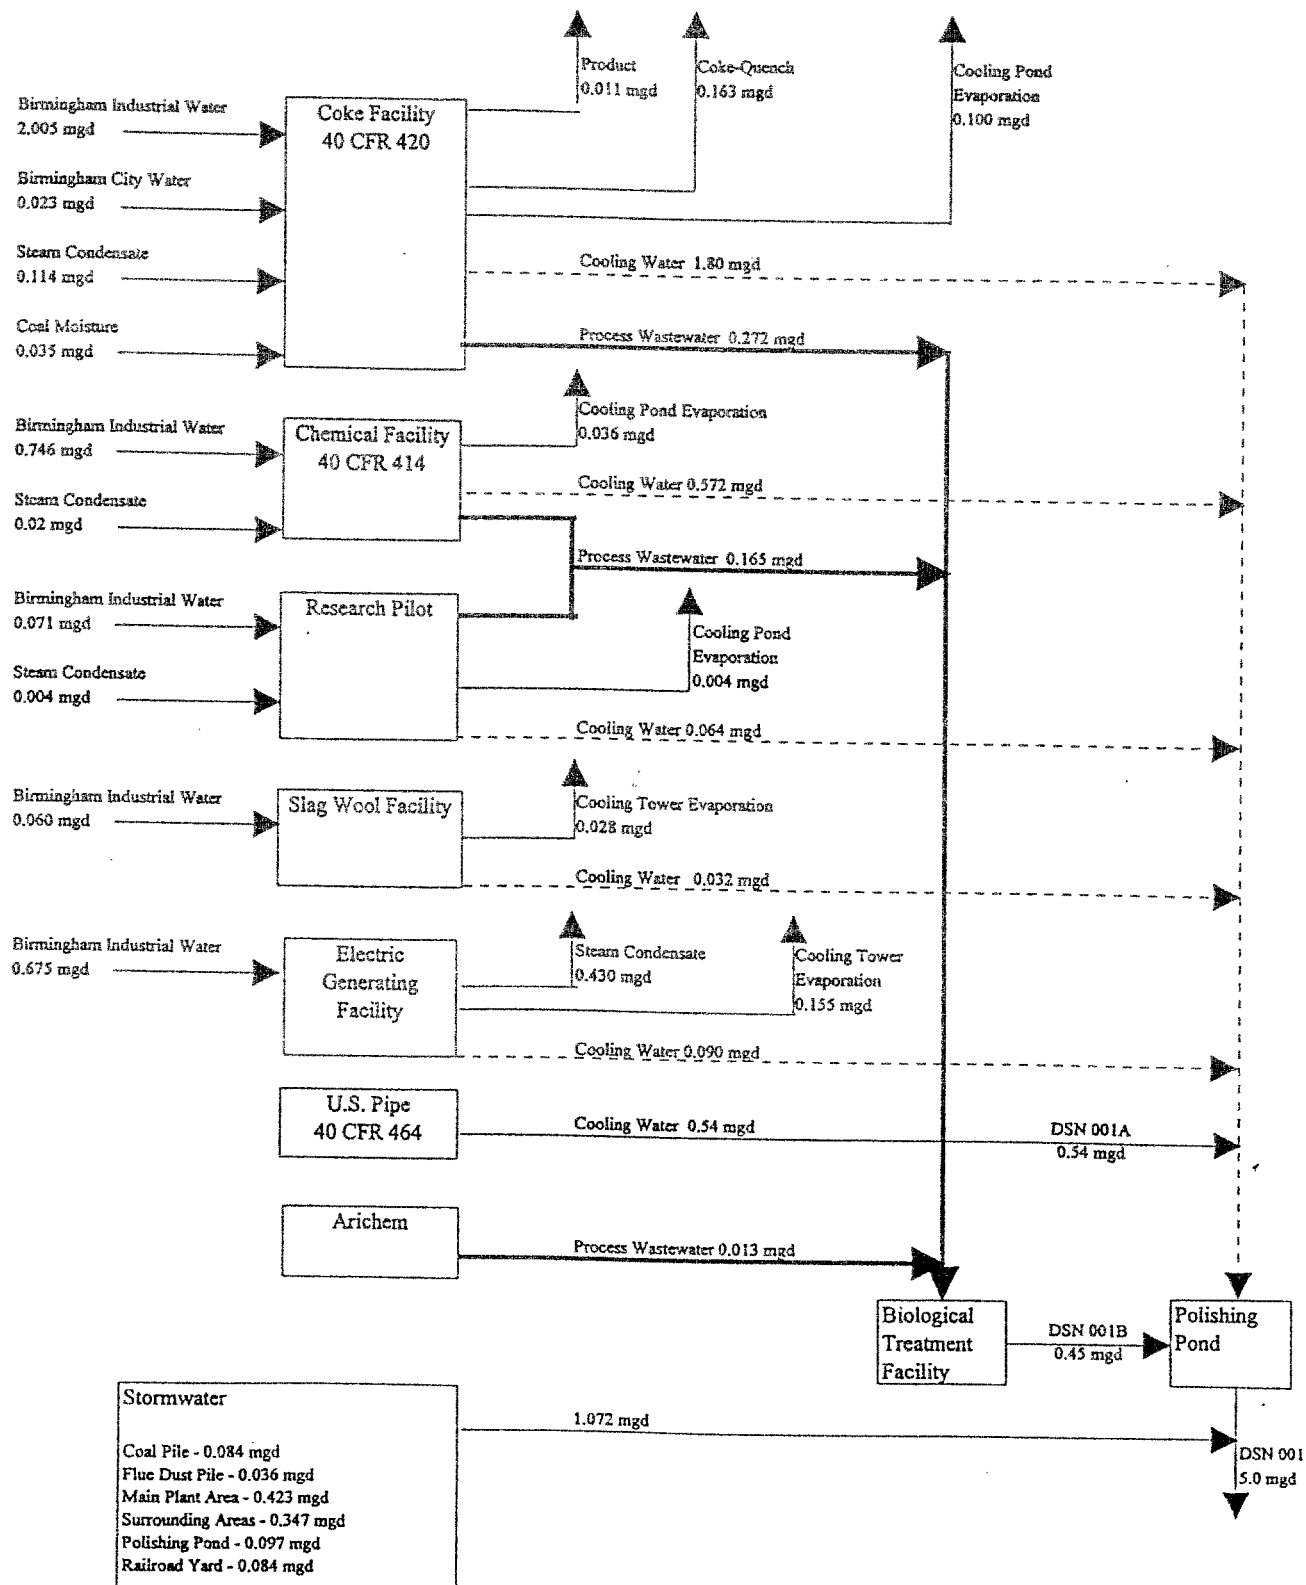 Product
0.011 mgd
Coke-Quench
0.163 mgd
Cooling Pond
Evaporation
0.100 mgd
Birmingham Industrial Water
2.005 mgd
Coke Facility
40 CFR 420
Birmingham City Water
0.023 mgd
Steam Condensate
0.114 mgd
Cooling Water 1.80 mgd
Coal Moisture
0.035 mgd
Process Wastewater 0.272 mgd
Birmingham Industrial Water
0.746 mgd
Chemical Facility
40 CFR 414
Cooling Pond Evaporation
0.036 mgd
Cooling Water 0.572 mgd
Steam Condensate
0.02 mgd
Process Wastewater 0.165 mgd
Birmingham Industrial Water
0.071 mgd
Research Pilot
Cooling Pond
Evaporation
0.004 mgd
Steam Condensate
0.004 mgd
Cooling Water 0.064 mgd
Birmingham Industrial Water
0.060 mgd
Slag Wool Facility
Cooling Tower Evaporation
0.028 mgd
Cooling Water 0.032 mgd
Birmingham Industrial Water
0.675 mgd
Electric
Generating
Facility
Steam Condensate
0.430 mgd
Cooling Tower
Evaporation
0.155 mgd
Cooling Water 0.090 mgd
U.S. Pipe
40 CFR 464
Cooling Water 0.54 mgd
DSN 001A
0.54 mgd
Arichem
Process Wastewater 0.013 mgd
Biological
Treatment
Facility
DSN 001B
0.45 mgd
Polishing
Pond
Stormwater
1.072 mgd
Coal Pile - 0.084 mgd
Flue Dust Pile - 0.036 mgd
Main Plant Area - 0.423 mgd
Surrounding Areas - 0.347 mgd
Polishing Pond - 0.097 mgd
Railroad Yard - 0.084 mgd
DSN 001
5.0 mgd